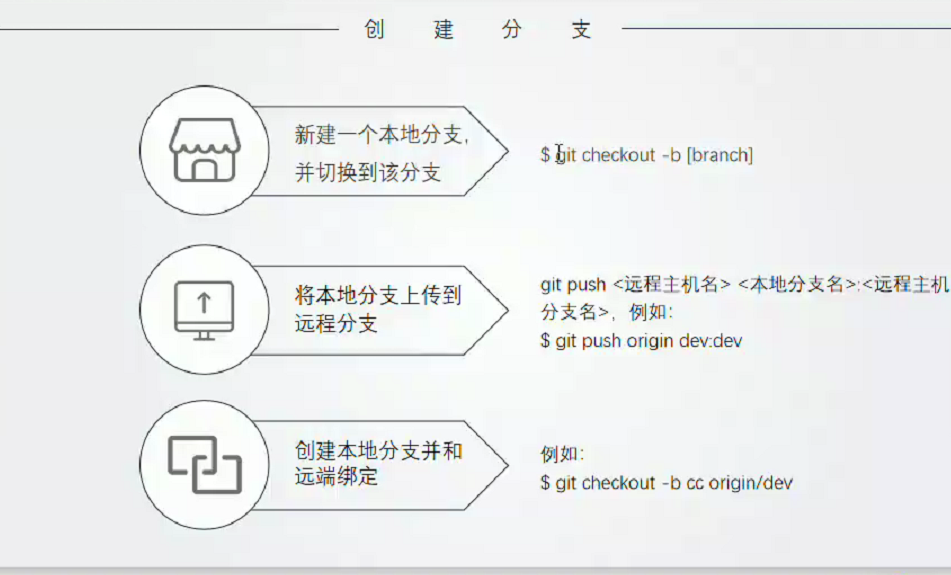 创建分支
新建一个本地分支，
并切换到该分支
$ git checkout -b [branch]
将本地分支上传到
远程分支
git push <远程主机名> <本地分支名>:<远程主机
分支名>，例如：
$ git push origin dev:dev
创建本地分支并和
远端绑定
例如：
$ git checkout -b cc origin/dev